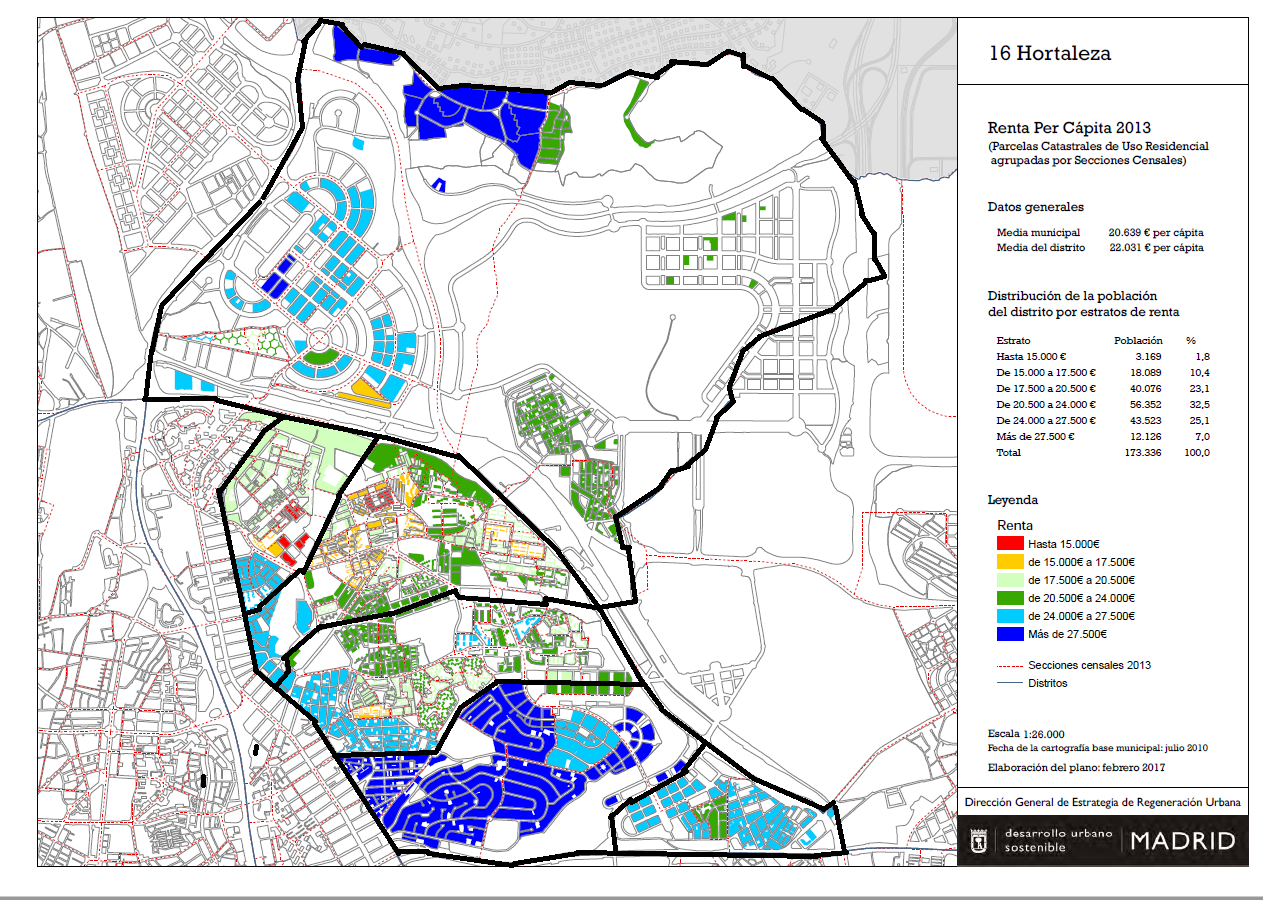 16 Hortaleza
Renta Per Cápita 2013
(Parcelas Catastrales de Uso Residencial
agrupadas por Secciones Censales)
Datos generales
Media municipal 20.639 € per cápita
Media del distrito 22.031 € per cápita
Distribución de la población
del distrito por estratos de renta
Estrato Población %
Hasta 15.000 € 3.169 1,8
De 15.000 a 17.500 € 18.089 10,4
De 17.500 a 20.500 € 40.076 23,1
De 20.500 a 24.000 € 56.352 32,5
De 24.000 a 27.500 € 43.523 25,1
Más de 27.500 € 12.126 7,0
Total 173.336 100,0
Leyenda
Renta
Hasta 15.000€
de 15.000€ a 17.500€
de 17.500€ a 20.500€
de 20.500€ a 24.000€
de 24.000€ a 27.500€
Más de 27.500€
Secciones censales 2013
Distritos
Escala 1:26.000
Fecha de la cartografía base municipal: julio 2010
Elaboración del plano: febrero 2017
Dirección General de Estrategia de Regeneración Urbana
desarrollo urbano
sostenible
MADRID